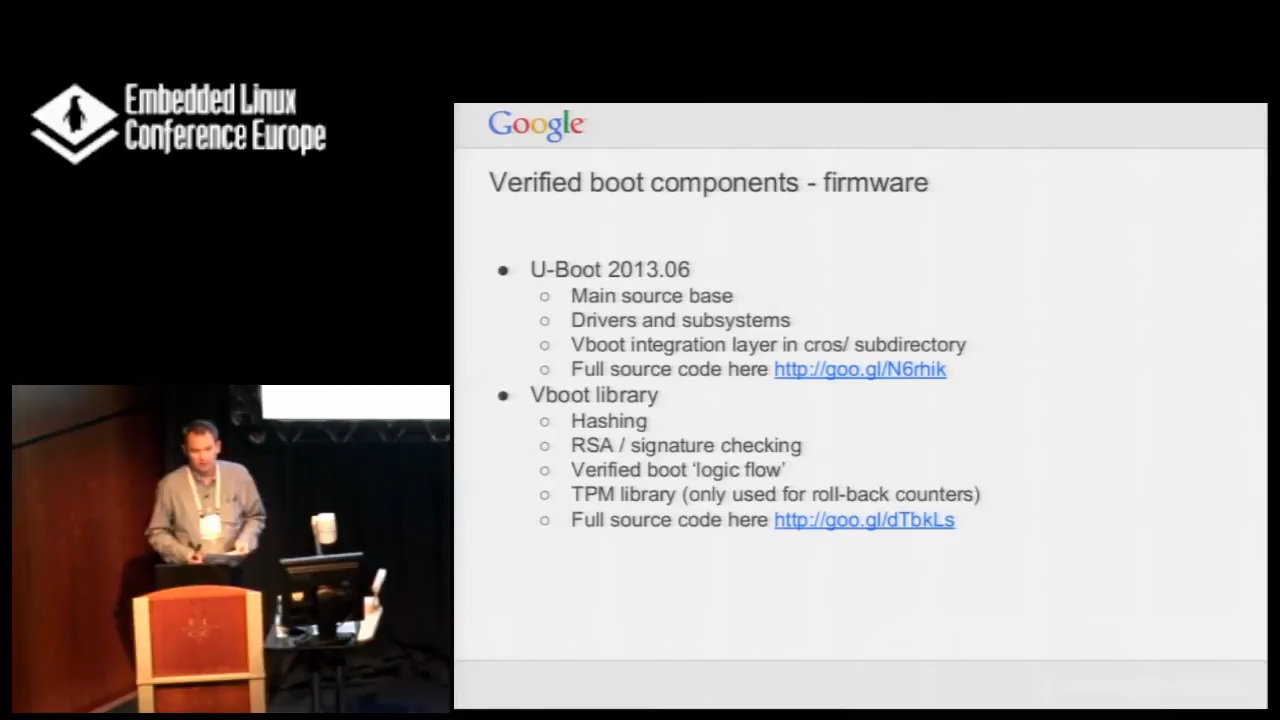 Embedded Linux
Conference Europe
Google
Verified boot components - firmware
● U-Boot 2013.06
○ Main source base
○ Drivers and subsystems
○ Vboot integration layer in cros/ subdirectory
○ Full source code here http://goo.gl/N6rhik
● Vboot library
○ Hashing
○ RSA / signature checking
○ Verified boot ‘logic flow’
○ TPM library (only used for roll-back counters)
○ Full source code here http://goo.gl/dTbkLs